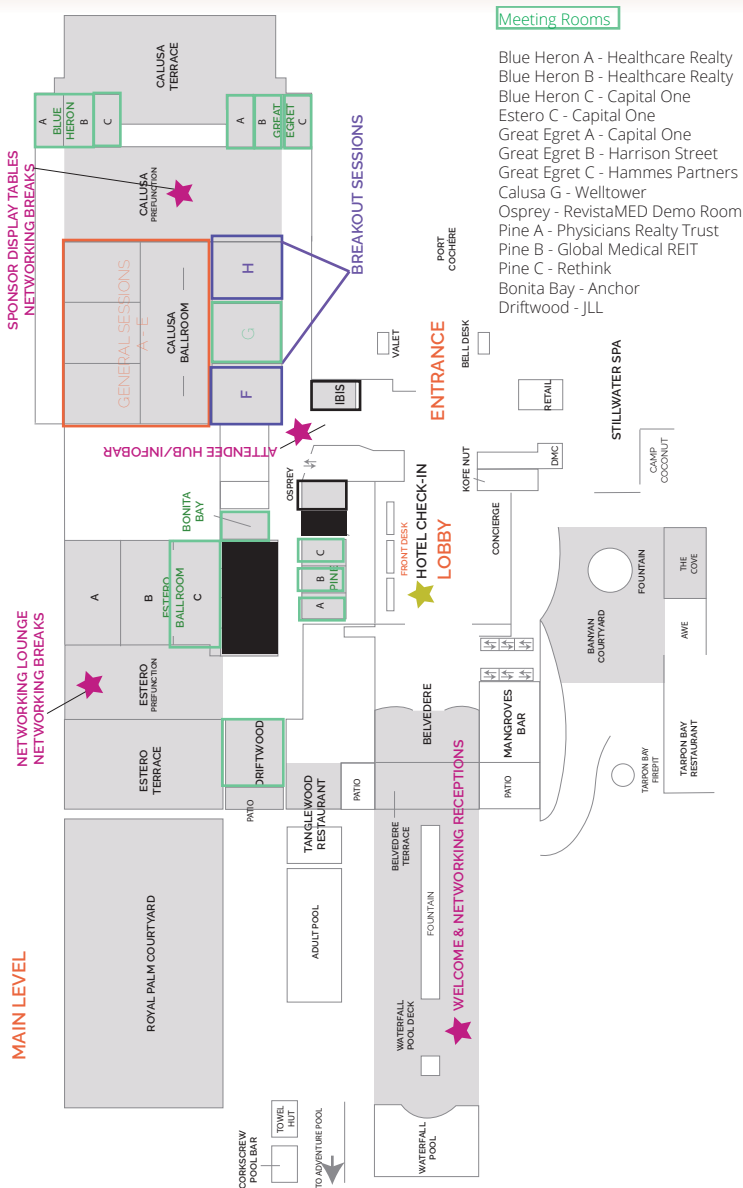 Meeting Rooms
Blue Heron A - Healthcare Realty
Blue Heron B - Healthcare Realty
Blue Heron C - Capital One
Estero C - Capital One
Great Egret A - Capital One
Great Egret B - Harrison Street
Great Egret C - Hammes Partners
Calusa G - Welltower
Osprey - RevistaMED Demo Room
Pine A - Physicians Realty Trust
Pine B - Global Medical REIT
Pine C - Rethink
Bonita Bay - Anchor
Driftwood - JLL
MAIN LEVEL
CALUSA
TERRACE
A
BLUE
B
HERON
C
A
B
GREAT
EGRET
C
SPONSOR DISPLAY TABLES
NETWORKING BREAKS
CALUSA
PREFUNCTION
BREAKOUT SESSIONS
GENERAL SESSIONS
A - E
CALUSA
BALLROOM
H
G
F
PORT
COCHÈRE
VALET
BELL DESK
ENTRANCE
IBIS
RETAIL
STILLWATER SPA
ATTENDEE HUB/INFOBAR
OSPREY
KOFE NUT
DMC
CAMP
COCONUT
BONITA
BAY
A
B
ESTERO
BALLROOM
C
C
B
PINE
A
FRONT DESK
HOTEL CHECK-IN
LOBBY
CONCIERGE
FOUNTAIN
THE
COVE
BANYAN
COURTYARD
AWE
NETWORKING LOUNGE
NETWORKING BREAKS
ESTERO
PREFUNCTION
ESTERO
TERRACE
DRIFTWOOD
PATIO
TANGLEWOOD
RESTAURANT
PATIO
BELVEDERE
MANGROVES
BAR
PATIO
TARPON BAY
FIREPIT
TARPON BAY
RESTAURANT
BELVEDERE
TERRACE
WELCOME & NETWORKING RECEPTIONS
ROYAL PALM COURTYARD
ADULT POOL
FOUNTAIN
WATERFALL
POOL DECK
TOWEL
HUT
CORKSCREW
POOL BAR
TO ADVENTURE POOL
WATERFALL
POOL